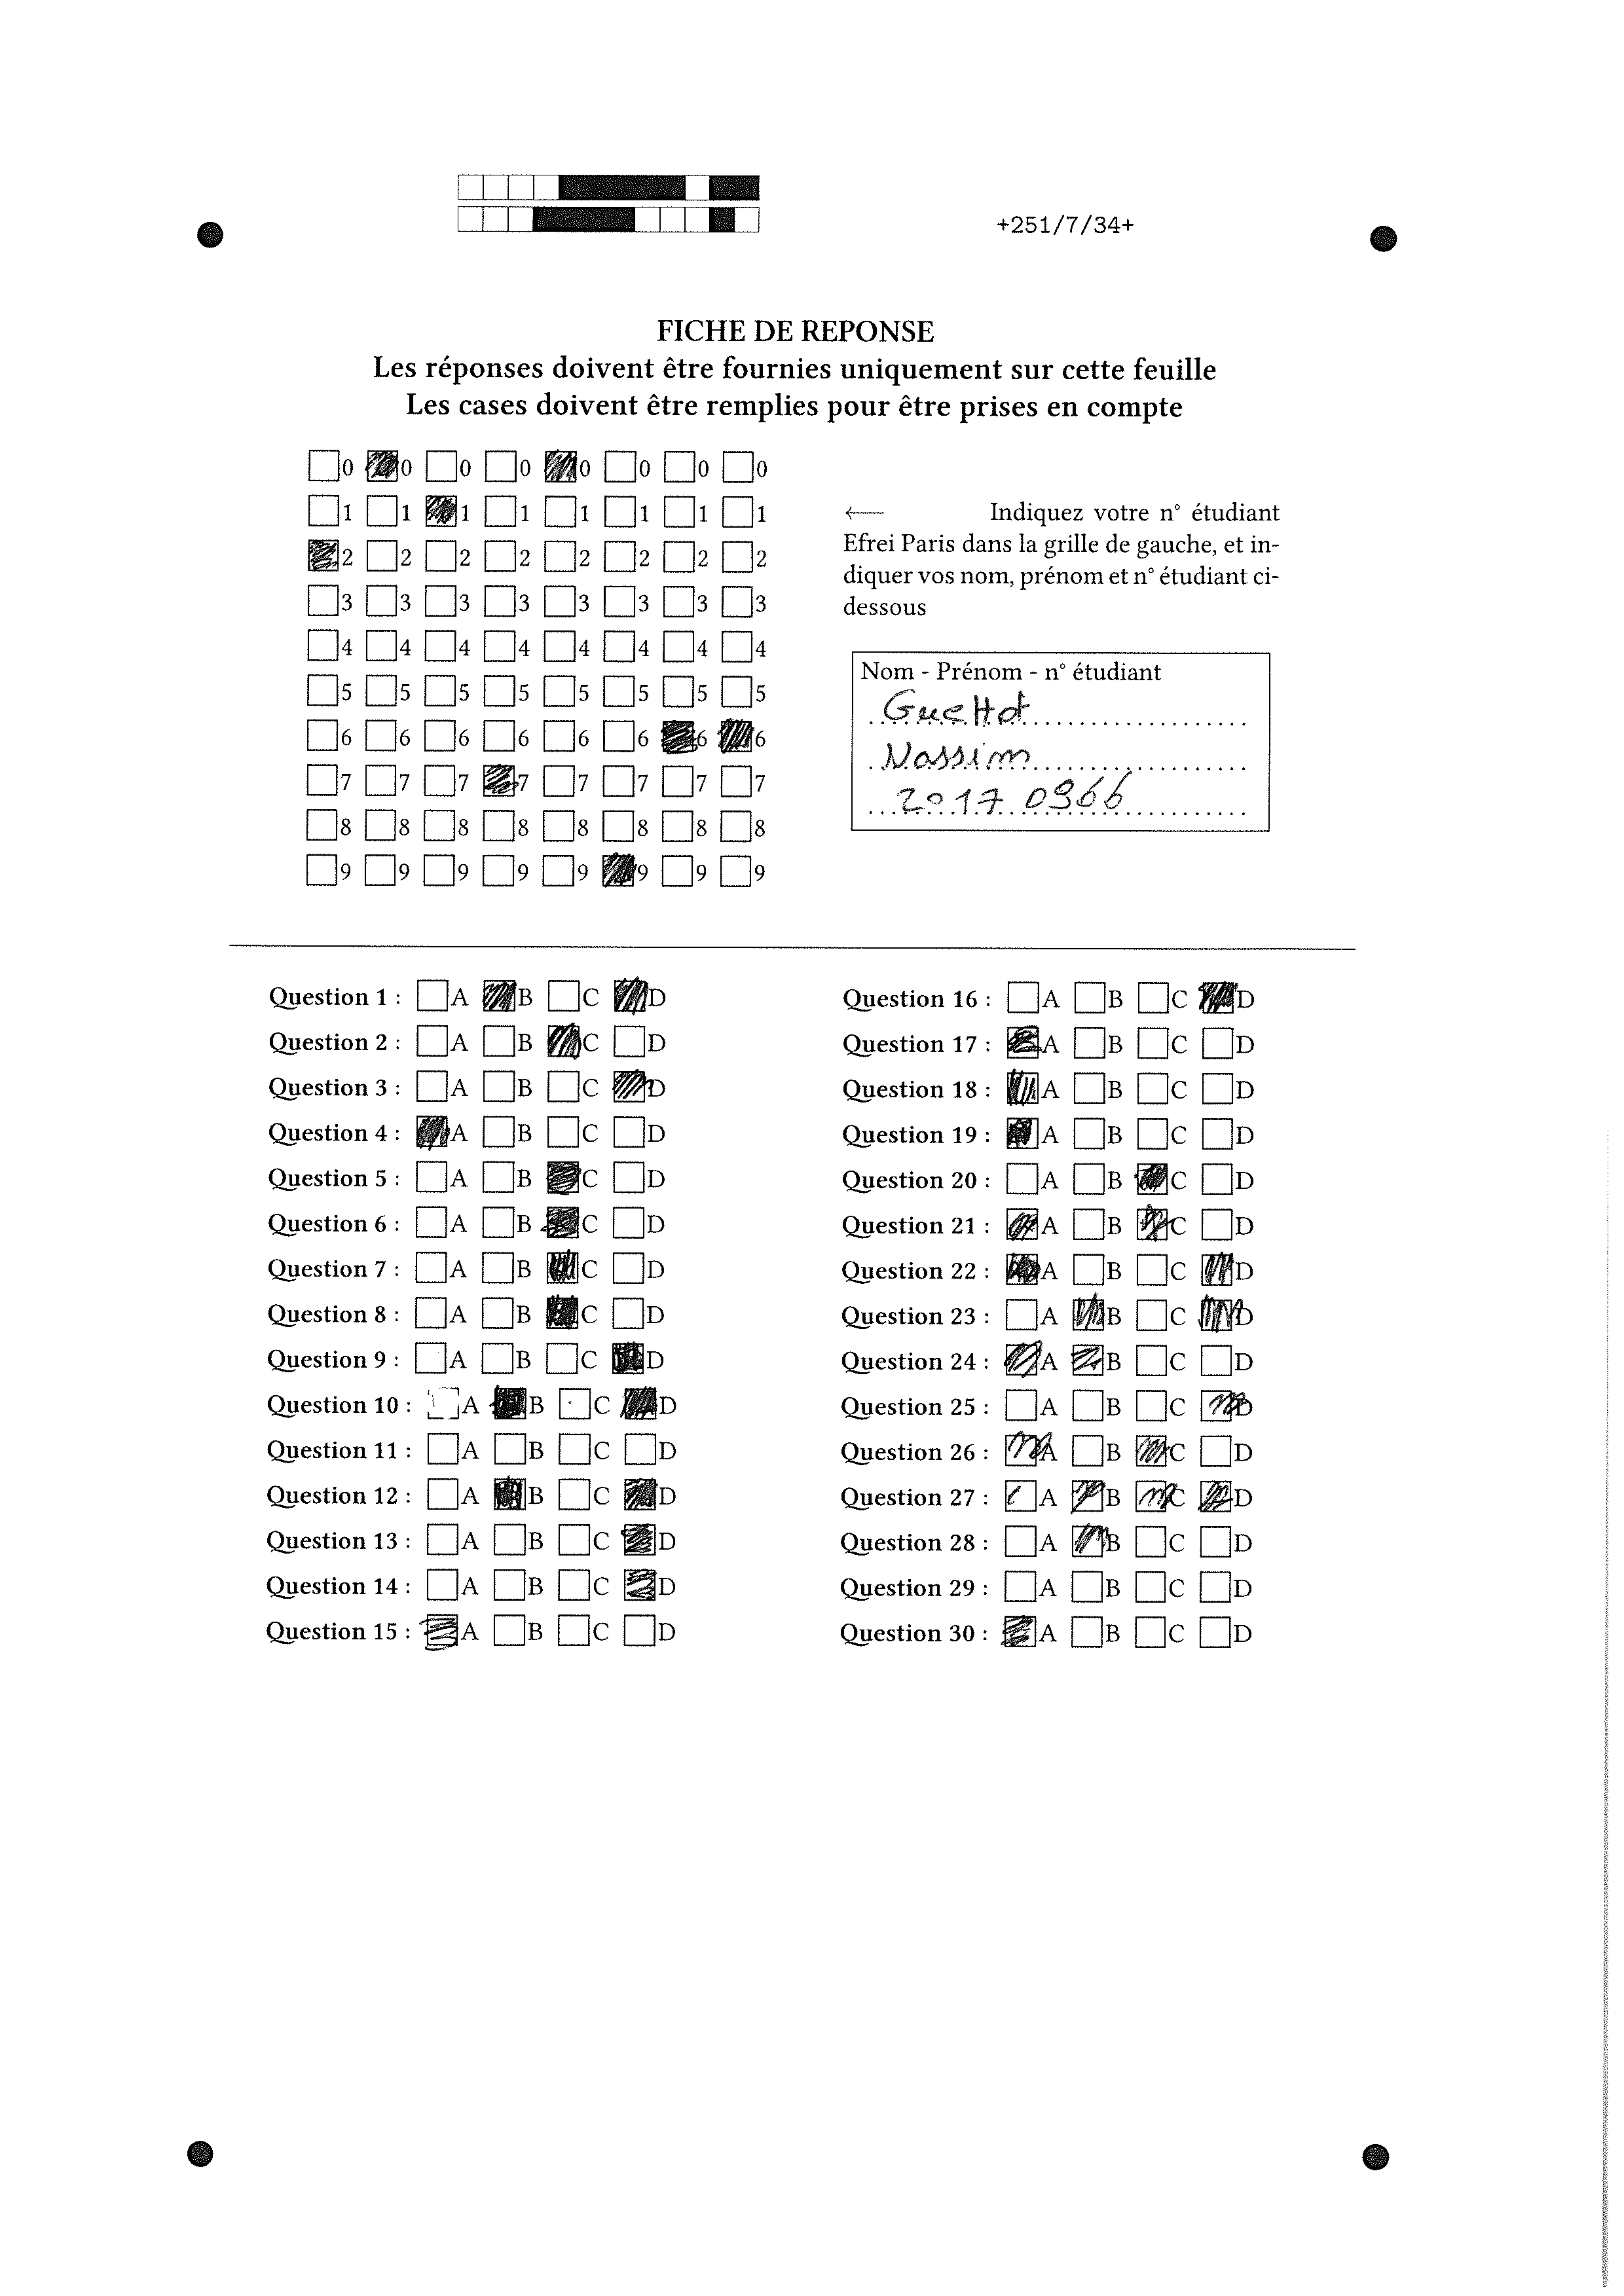 +251/7/34+
FICHE DE REPONSE
Les réponses doivent être fournies uniquement sur cette feuille
Les cases doivent être remplies pour être prises en compte
0 0 0 0 0 0 0 0
1 1 1 1 1 1 1 1
2 2 2 2 2 2 2 2
3 3 3 3 3 3 3 3
4 4 4 4 4 4 4 4
5 5 5 5 5 5 5 5
6 6 6 6 6 6 6 6
7 7 7 7 7 7 7 7
8 8 8 8 8 8 8 8
9 9 9 9 9 9 9 9
← Indiquez votre n° étudiant
Efrei Paris dans la grille de gauche, et in-
diquer vos nom, prénom et n° étudiant ci-
dessous
Nom - Prénom - n° étudiant
Nassim
2017 0966
Question 1 : A B C D
Question 2 : A B C D
Question 3 : A B C D
Question 4 : A B C D
Question 5 : A B C D
Question 6 : A B C D
Question 7 : A B C D
Question 8 : A B C D
Question 9 : A B C D
Question 10 : A B C D
Question 11 : A B C D
Question 12 : A B C D
Question 13 : A B C D
Question 14 : A B C D
Question 15 : A B C D
Question 16 : A B C D
Question 17 : A B C D
Question 18 : A B C D
Question 19 : A B C D
Question 20 : A B C D
Question 21 : A B C D
Question 22 : A B C D
Question 23 : A B C D
Question 24 : A B C D
Question 25 : A B C D
Question 26 : A B C D
Question 27 : A B C D
Question 28 : A B C D
Question 29 : A B C D
Question 30 : A B C D